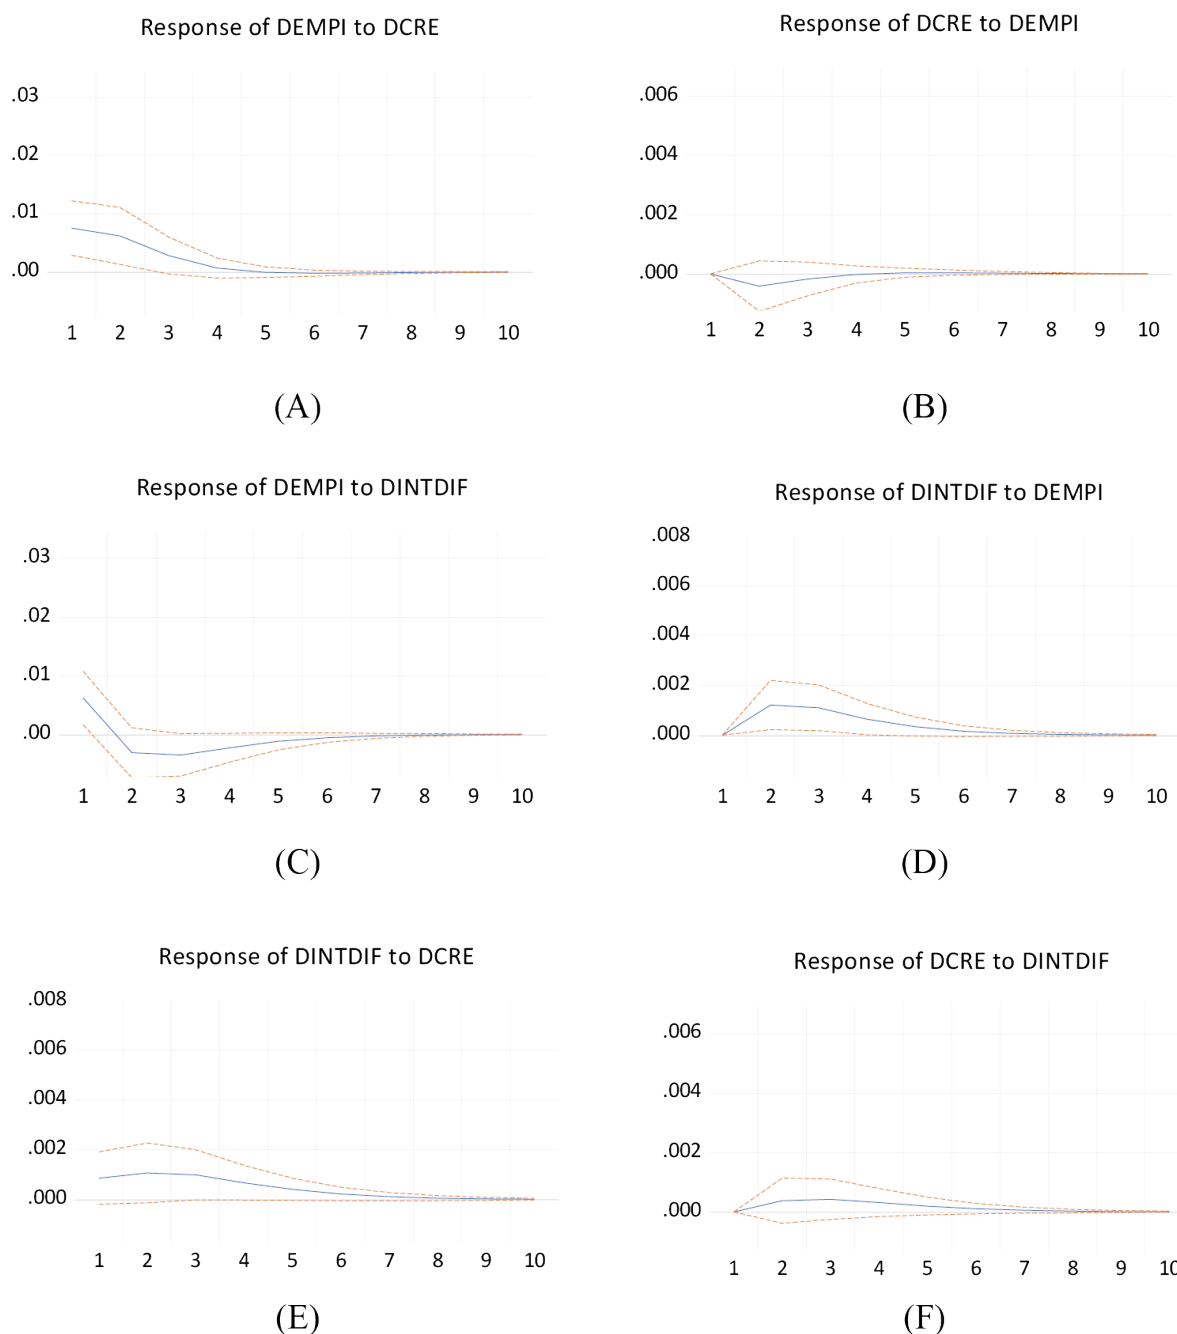 Response of DEMPI to DCRE
.03
.02
.01
.00
1 2 3 4 5 6 7 8 9 10
(A)
Response of DCRE to DEMPI
.006
.004
.002
.000
1 2 3 4 5 6 7 8 9 10
(B)
Response of DEMPI to DINTDIF
.03
.02
.01
.00
1 2 3 4 5 6 7 8 9 10
(C)
Response of DINTDIF to DEMPI
.008
.006
.004
.002
.000
1 2 3 4 5 6 7 8 9 10
(D)
Response of DINTDIF to DCRE
.008
.006
.004
.002
.000
1 2 3 4 5 6 7 8 9 10
(E)
Response of DCRE to DINTDIF
.006
.004
.002
.000
1 2 3 4 5 6 7 8 9 10
(F)